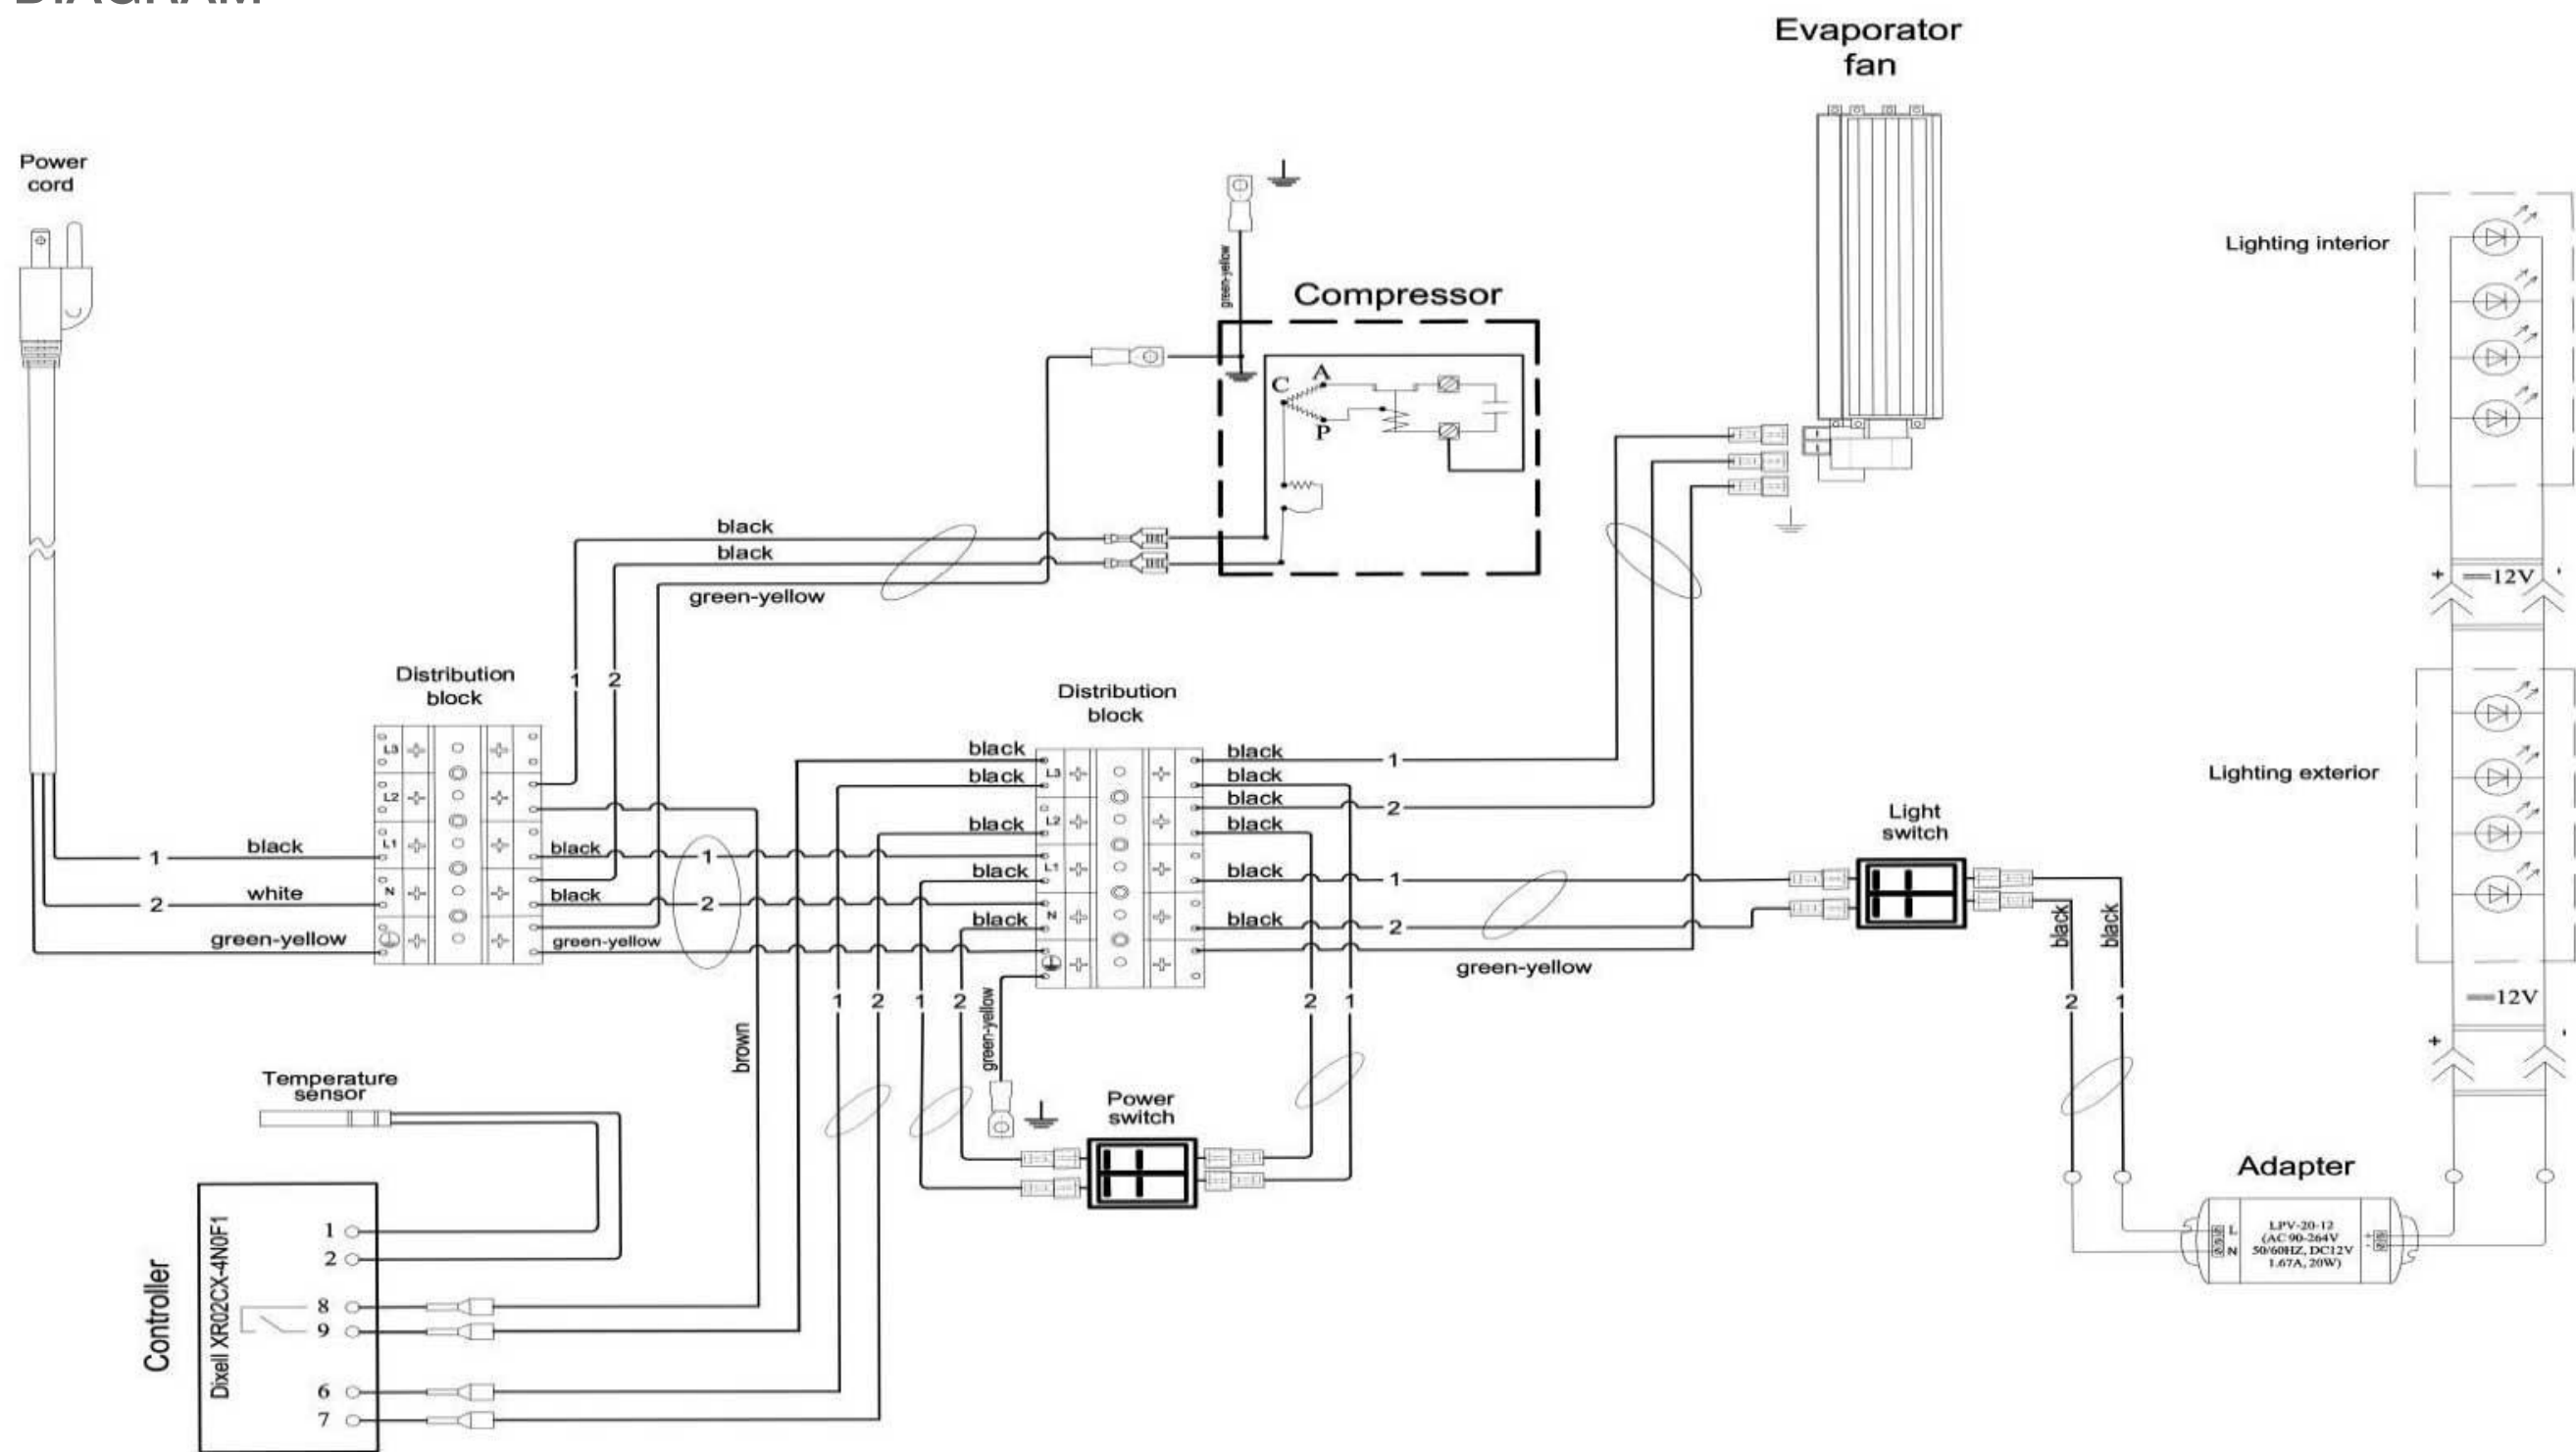 DIAGRAM
Evaporator
fan
Power
cord
Lighting interior
green-yellow
Compressor
C
A
P
+ 12V -
black
black
green-yellow
Distribution
block
1 2
L3
L2
L1
N
Distribution
block
L3
L2
L1
N
black
black
black
black
black
black 1
black
black 2
black
black 1
black 2
green-yellow
Lighting exterior
Light
switch
1 black
2 white
green-yellow
black 1
black 2
green-yellow
brown
1 2 1 2
green-yellow
2 1
black
black
2 1
12V
+ -
Temperature
sensor
Power
switch
Adapter
L
N
LPV-20-12
(AC 90-264V
50/60HZ, DC12V
1.67A, 20W)
+
-
Controller
Dixell XR02CX-4N0F1
1
2
8
9
6
7